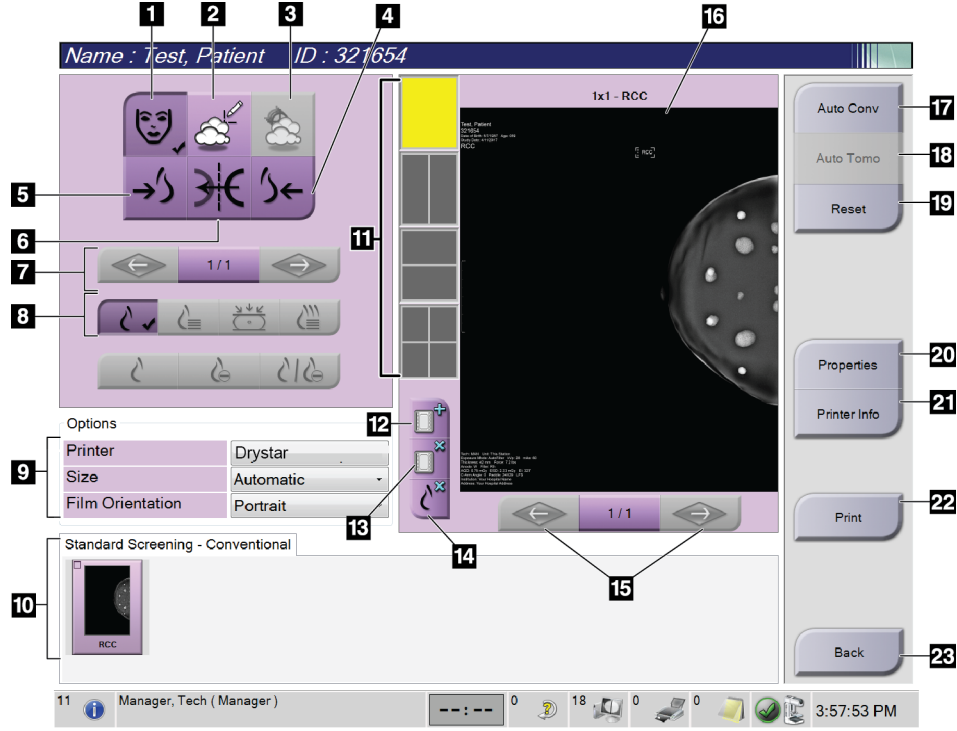 1 2 3 4 16
Name : Test, Patient ID : 321654
1x1 - RCC
Auto Conv 17
Test, Patient
321654
RCC
RCC
Auto Tomo 18
5
Reset 19
6
11
7 1 / 1
8
Properties 20
Printer Info 21
Options
12
9
Printer Drystar
Size Automatic
Film Orientation Portrait
13
14
1 / 1
15
Print 22
Standard Screening - Conventional
10
RCC
Back 23
11 Manager, Tech ( Manager ) --:-- 0 18 0 0 3:57:53 PM